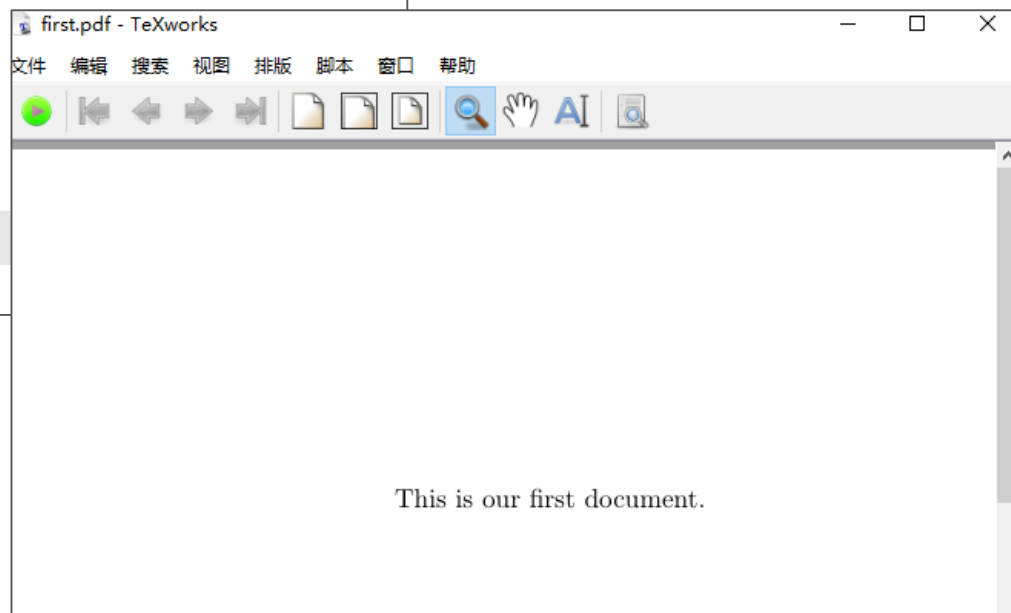 first.pdf - TeXworks
文件 编辑 搜索 视图 排版 脚本 窗口 帮助
This is our first document.